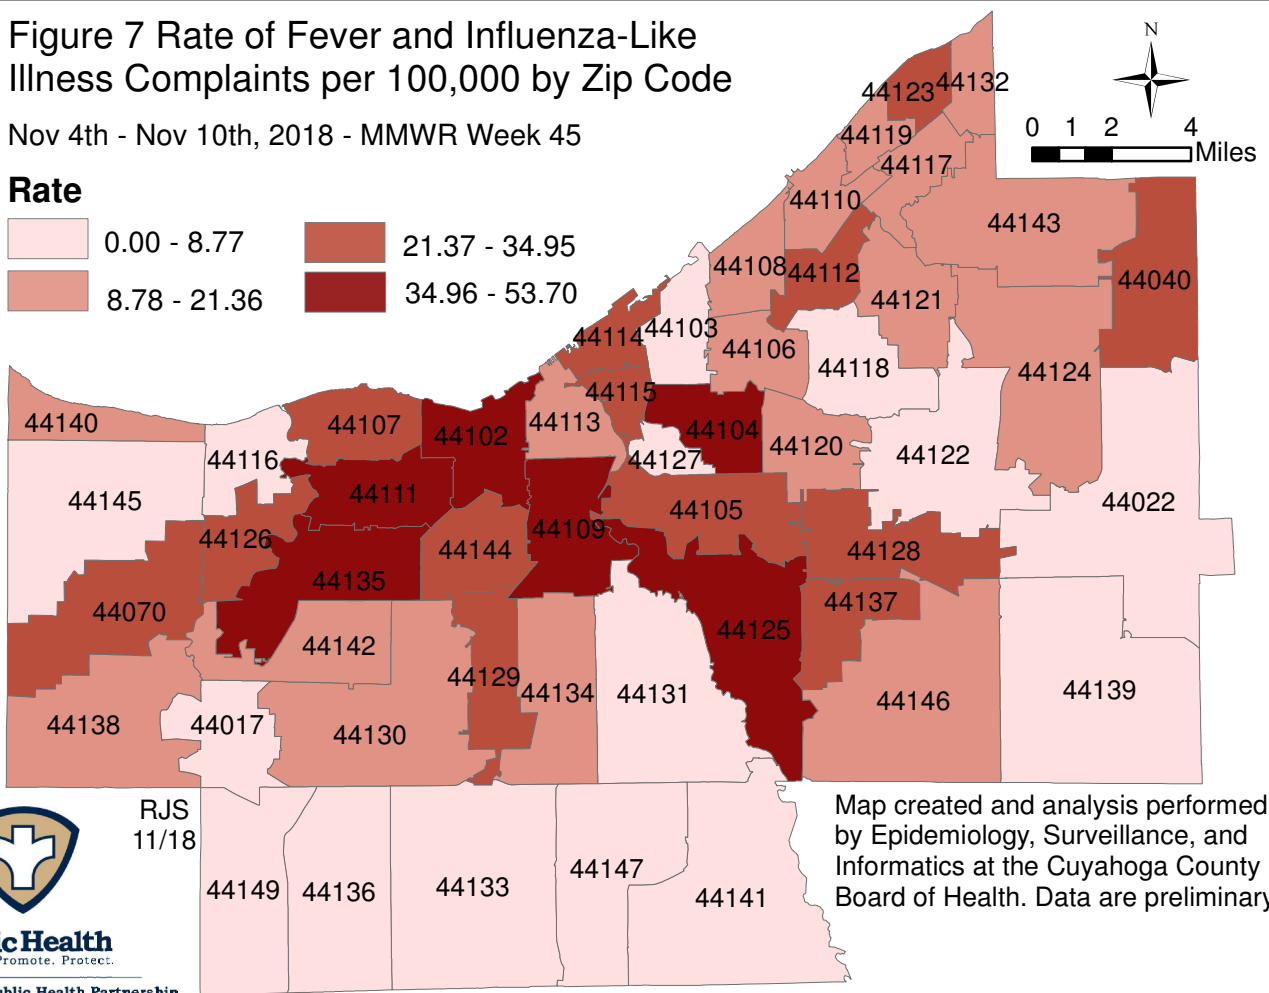 Figure 7 Rate of Fever and Influenza-Like
Illness Complaints per 100,000 by Zip Code
Nov 4th - Nov 10th, 2018 - MMWR Week 45
Rate
0.00 - 8.77
21.37 - 34.95
8.78 - 21.36
34.96 - 53.70
N
0 1 2 4
Miles
44132
44123
44119
44117
44110
44143
44108
44112
44040
44121
44103
44114
44106
44118
44124
44115
44140
44107
44113
44102
44104
44120
44116
44127
44122
44111
44145
44022
44105
44109
44126
44144
44128
44135
44137
44070
44125
44142
44129
44134
44131
44139
44146
44138
44017
44130
44147
44149
44136
44133
44141
RJS
11/18
Map created and analysis performed
by Epidemiology, Surveillance, and
Informatics at the Cuyahoga County
Board of Health. Data are preliminary
ic Health
Promote. Protect.
blic Health Partnership